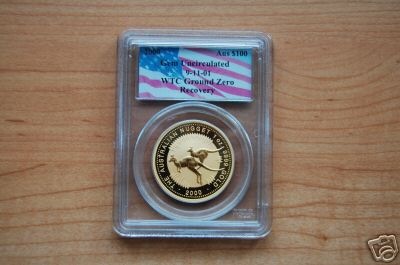 2000 Aus $100
Gem Uncirculated
9-11-01
WTC Ground Zero
Recovery
THE AUSTRALIAN NUGGET 1oz 9999 GOLD
2000